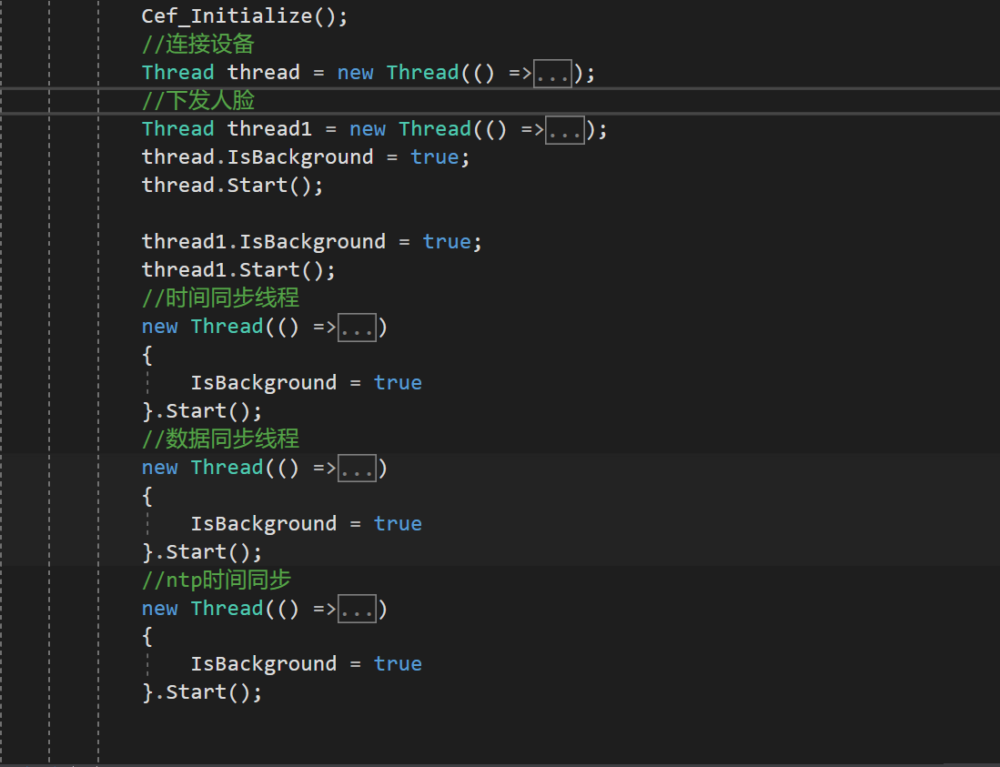 Cef_Initialize();
//连接设备
Thread thread = new Thread(() =>...);
//下发人脸
Thread thread1 = new Thread(() =>...);
thread.IsBackground = true;
thread.Start();
thread1.IsBackground = true;
thread1.Start();
//时间同步线程
new Thread(() =>...)
{
IsBackground = true
}.Start();
//数据同步线程
new Thread(() =>...)
{
IsBackground = true
}.Start();
//ntp时间同步
new Thread(() =>...)
{
IsBackground = true
}.Start();